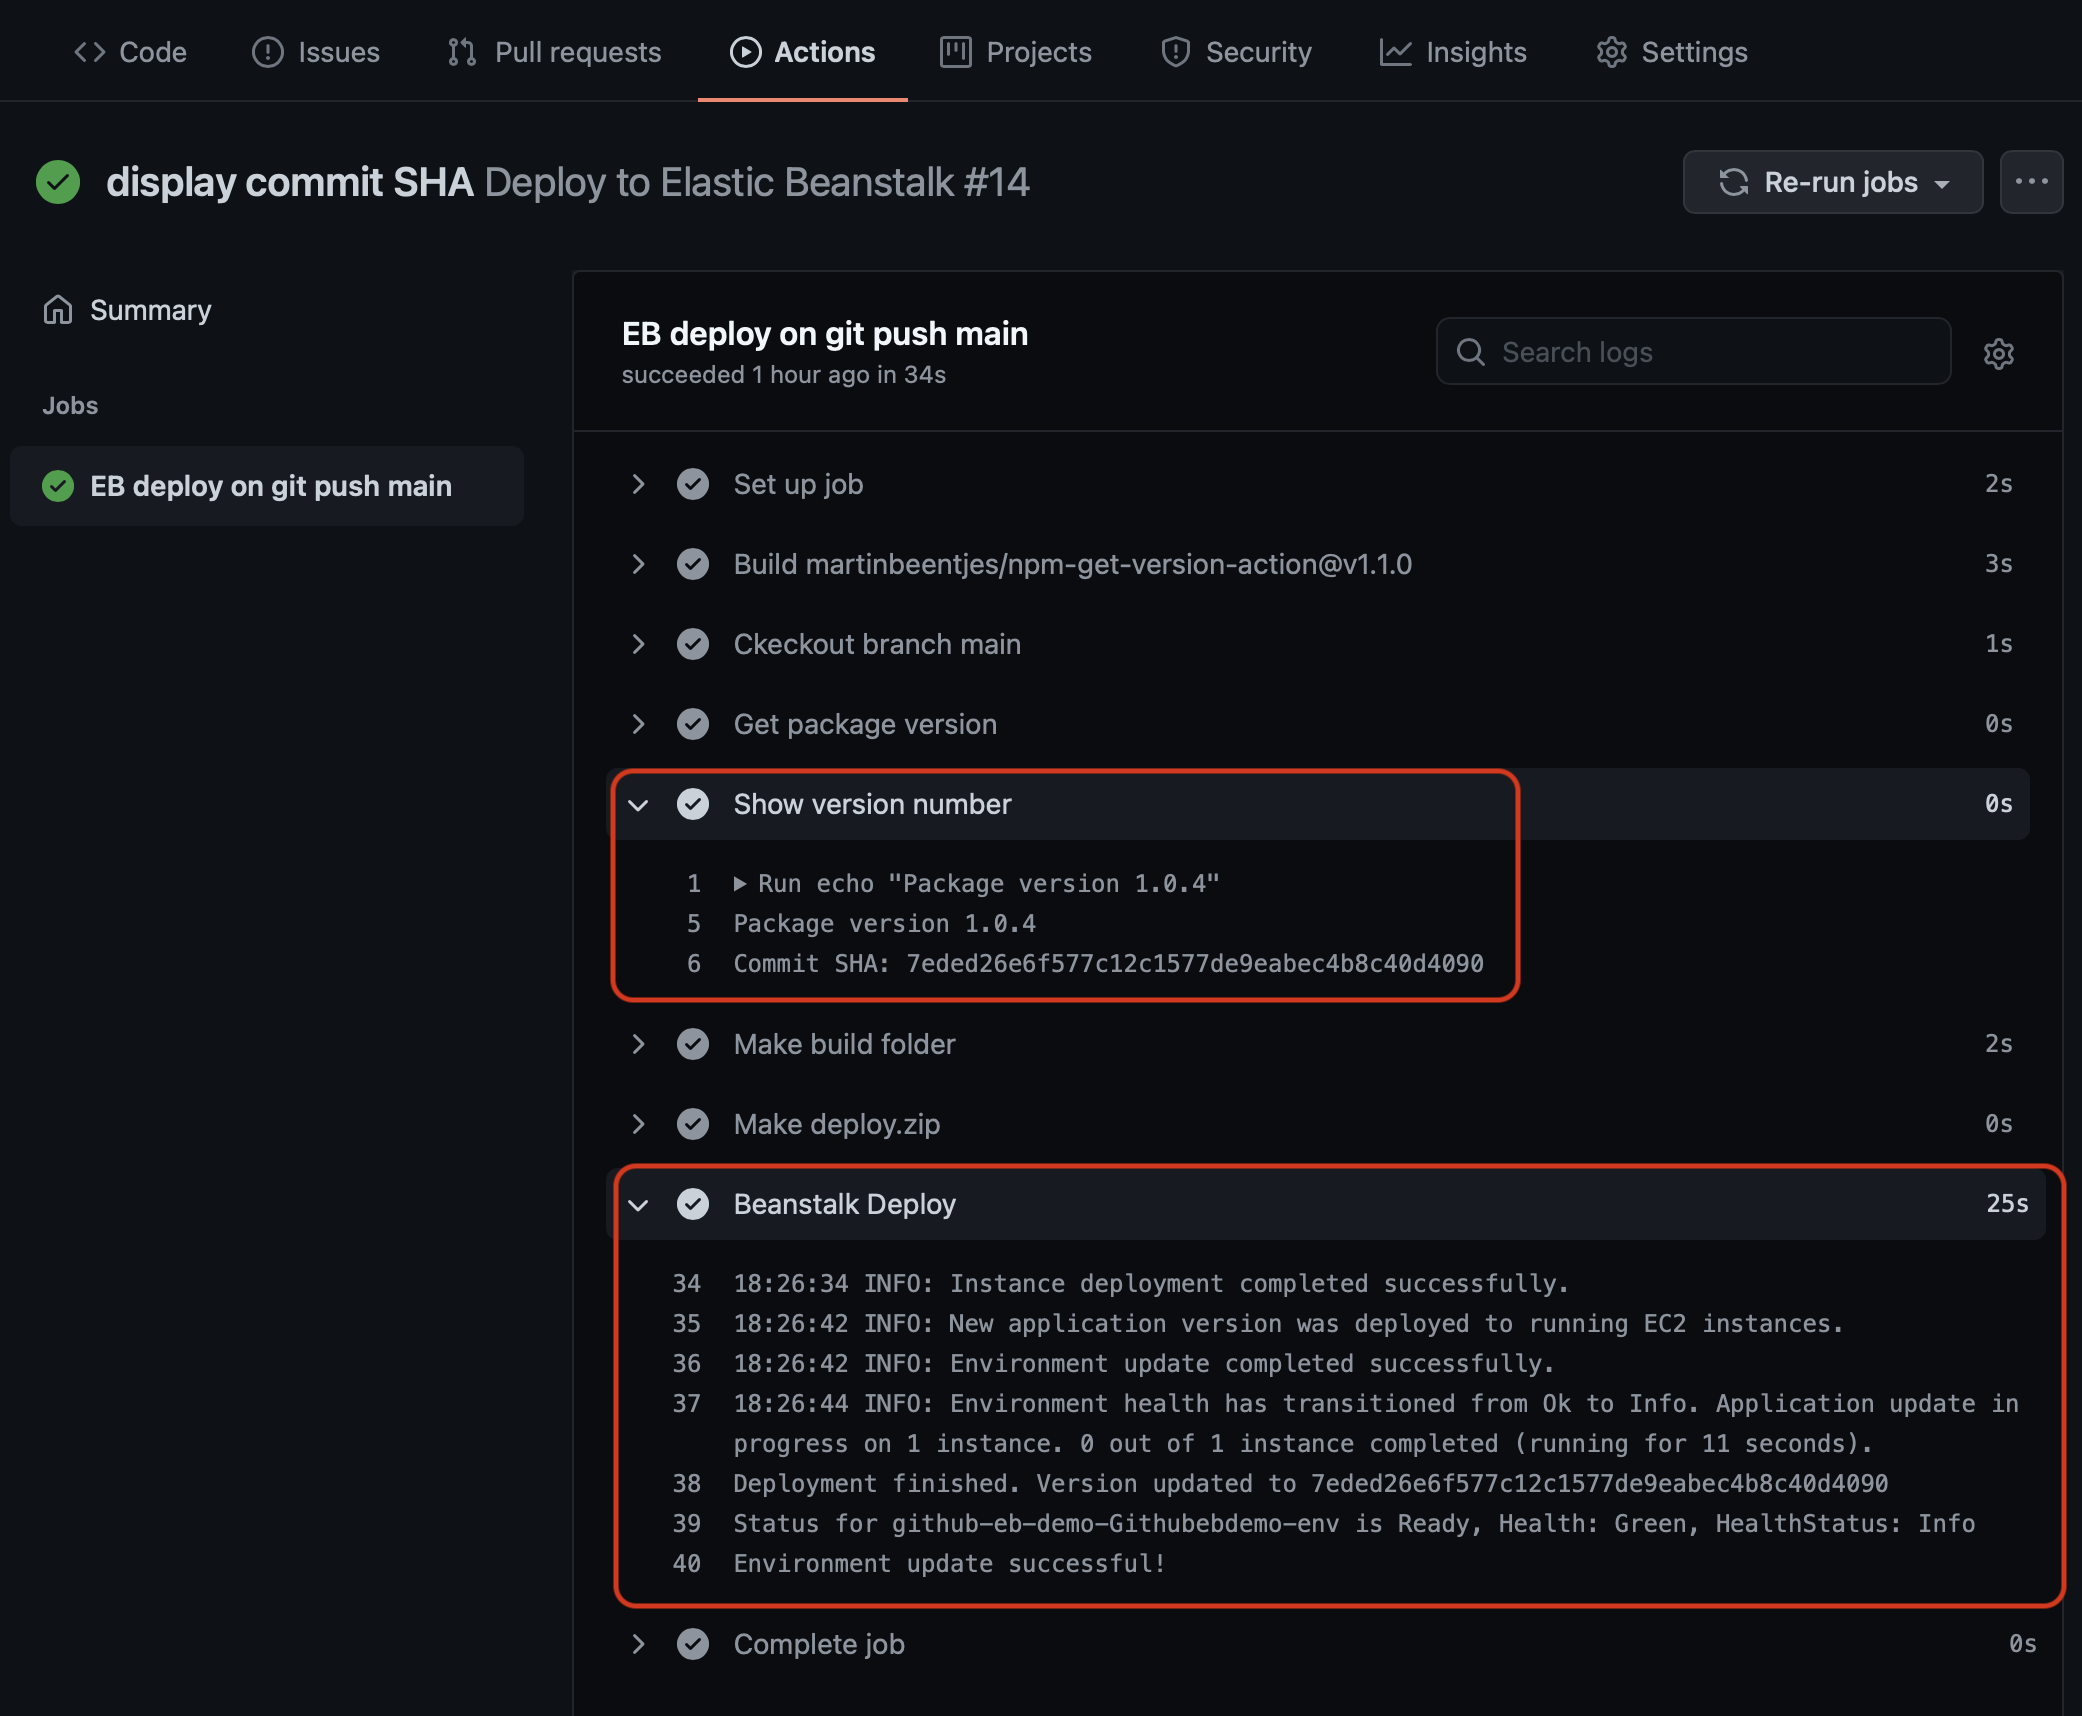 Code Issues Pull requests Actions Projects Security Insights Settings
display commit SHA Deploy to Elastic Beanstalk #14
Re-run jobs
Summary
Jobs
EB deploy on git push main
EB deploy on git push main
succeeded 1 hour ago in 34s
Search logs
Set up job 2s
Build martinbeentjes/npm-get-version-action@v1.1.0 3s
Ckeckout branch main 1s
Get package version 0s
Show version number 0s
1 Run echo "Package version 1.0.4"
5 Package version 1.0.4
6 Commit SHA: 7eded26e6f577c12c1577de9eabec4b8c40d4090
Make build folder 2s
Make deploy.zip 0s
Beanstalk Deploy 25s
34 18:26:34 INFO: Instance deployment completed successfully.
35 18:26:42 INFO: New application version was deployed to running EC2 instances.
36 18:26:42 INFO: Environment update completed successfully.
37 18:26:44 INFO: Environment health has transitioned from Ok to Info. Application update in
progress on 1 instance. 0 out of 1 instance completed (running for 11 seconds).
38 Deployment finished. Version updated to 7eded26e6f577c12c1577de9eabec4b8c40d4090
39 Status for github-eb-demo-Githubebdemo-env is Ready, Health: Green, HealthStatus: Info
40 Environment update successful!
Complete job 0s